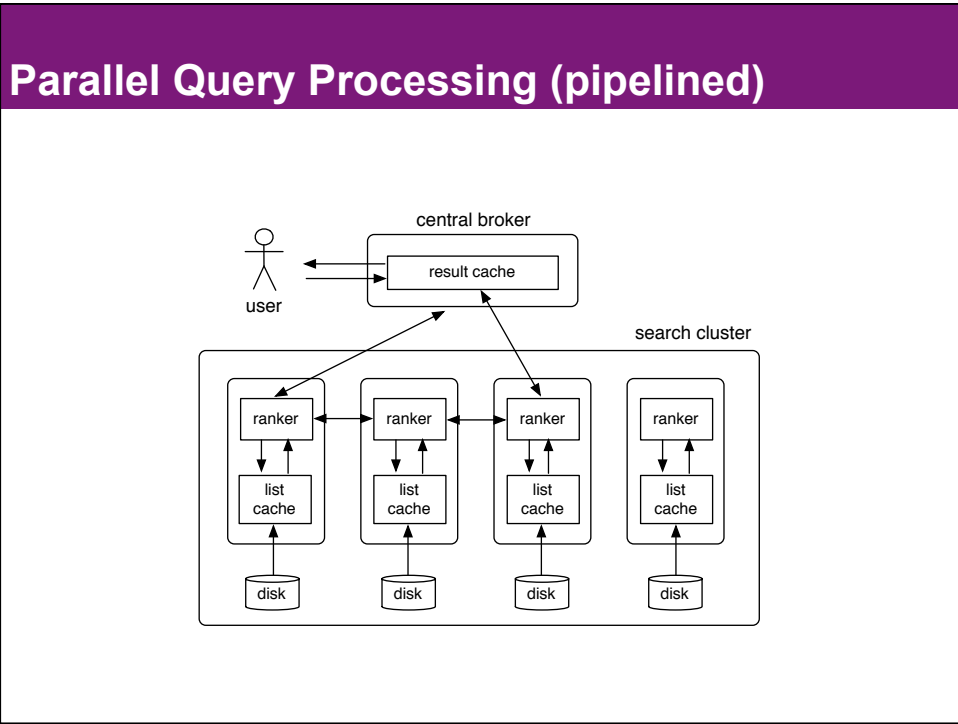 Parallel Query Processing (pipelined)
central broker
result cache
user
search cluster
ranker
ranker
ranker
ranker
list
cache
list
cache
list
cache
list
cache
disk
disk
disk
disk